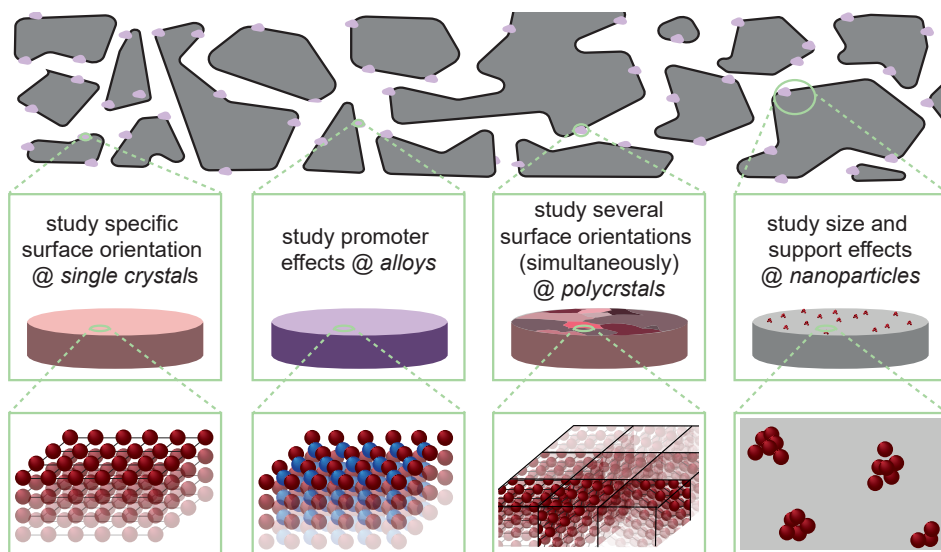 study specific
surface orientation
@ single crystals
study promoter
effects @ alloys
study several
surface orientations
(simultaneously)
@ polycrstals
study size and
support effects
@ nanoparticles